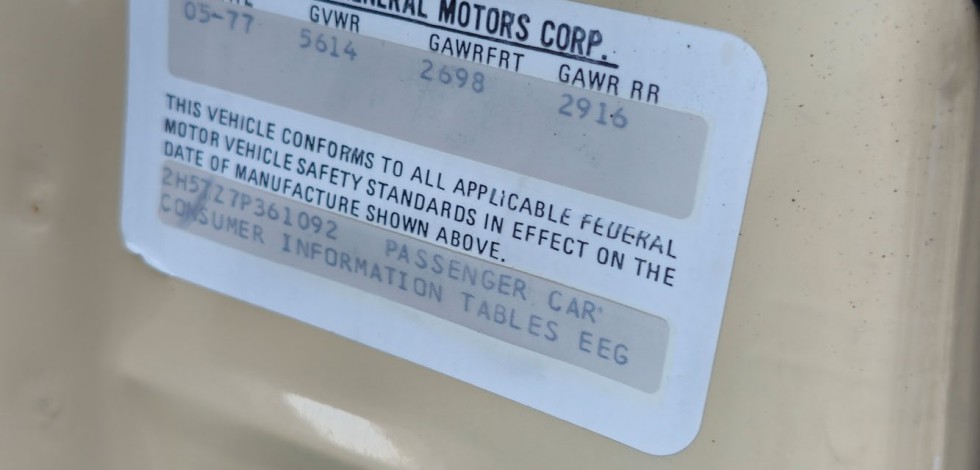 GENERAL MOTORS CORP.
GVWR GAWRFRT GAWR RR
05-77 5614 2698 2916
THIS VEHICLE CONFORMS TO ALL APPLICABLE FEDERAL
MOTOR VEHICLE SAFETY STANDARDS IN EFFECT ON THE
DATE OF MANUFACTURE SHOWN ABOVE.
2H57Z7P361092 PASSENGER CAR
CONSUMER INFORMATION TABLES EEG